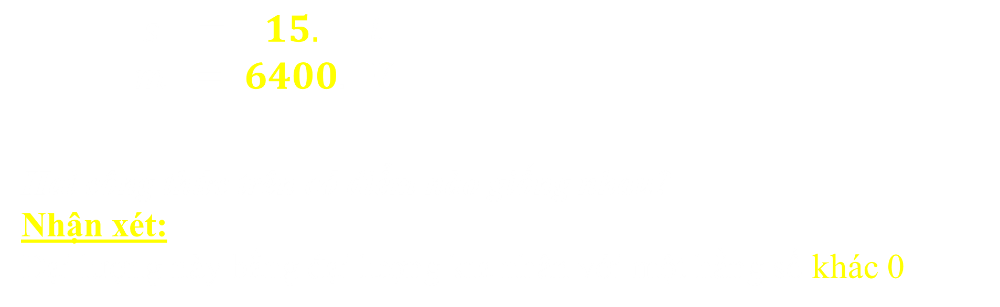 15.
6400
Nhận xét:
khác 0